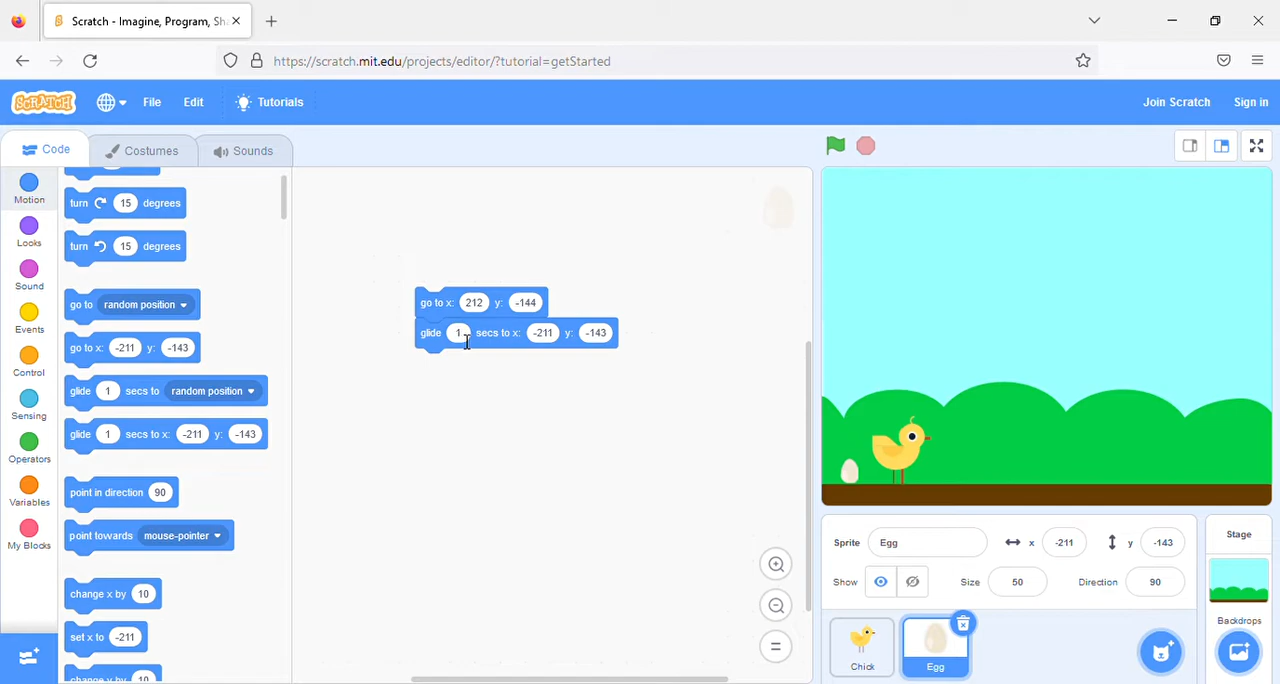 Scratch - Imagine, Program, Sh
https://scratch.mit.edu/projects/editor/?tutorial=getStarted
SCRATCH File Edit Tutorials Join Scratch Sign in
Code Costumes Sounds
Motion
Looks
Sound
Events
Control
Sensing
Operators
Variables
My Blocks
turn 15 degrees
turn 15 degrees
go to random position
go to x: -211 y: -143
glide 1 secs to random position
glide 1 secs to x: -211 y: -143
point in direction 90
point towards mouse-pointer
change x by 10
set x to -211
change y by 10
go to x: 212 y: -144
glide 1 secs to x: -211 y: -143
Sprite Egg x -211 y -143
Show Size 50 Direction 90
Chick
Egg
Stage
Backdrops